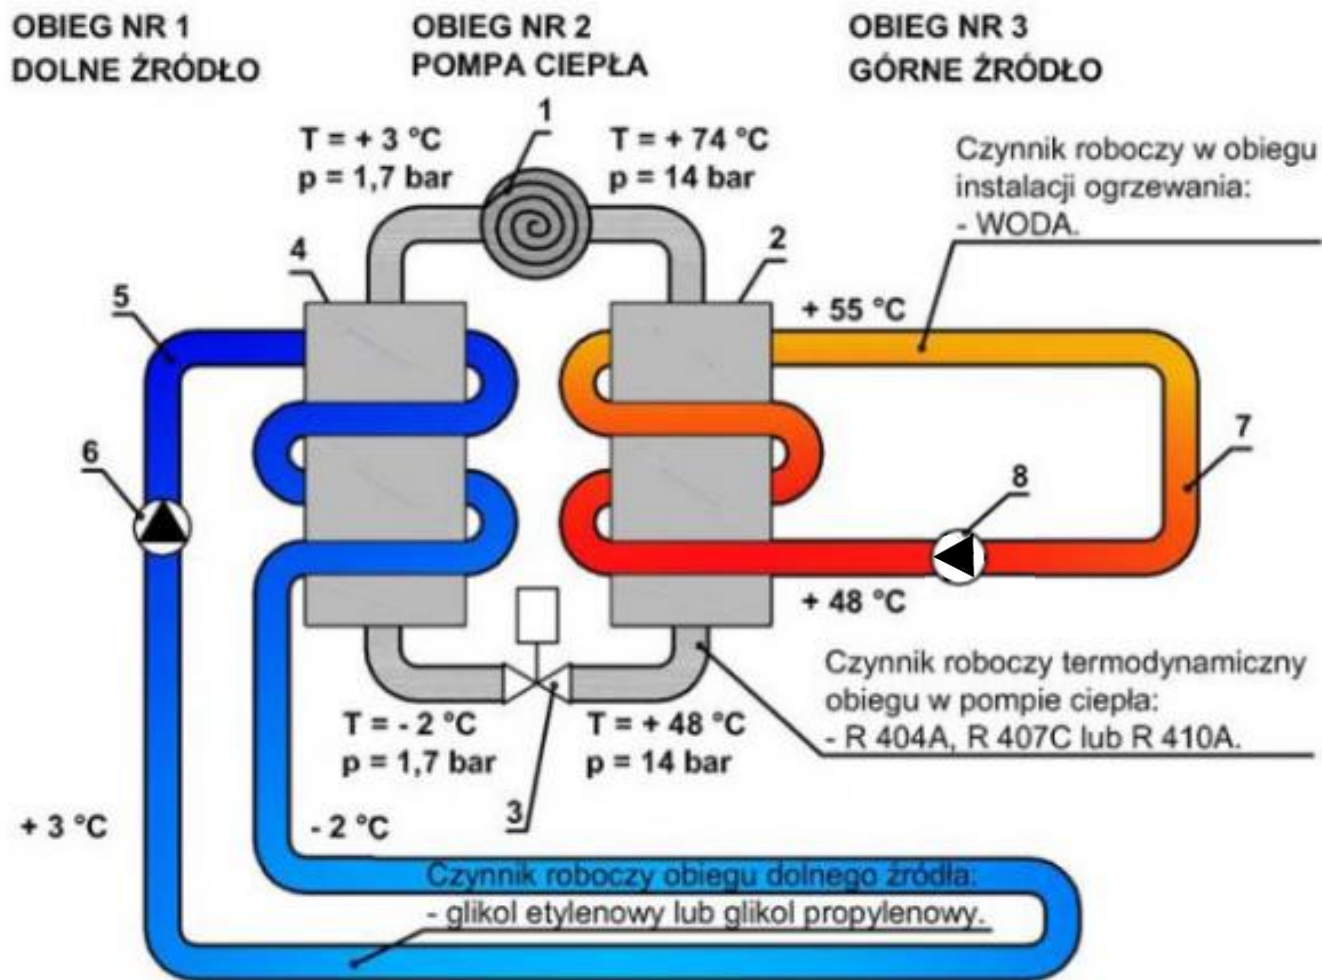 OBIEG NR 1
DOLNE ŹRÓDŁO
OBIEG NR 2
POMPA CIEPŁA
OBIEG NR 3
GÓRNE ŹRÓDŁO
1
T = + 3 °C
p = 1,7 bar
T = + 74 °C
p = 14 bar
Czynnik roboczy w obiegu
instalacji ogrzewania:
- WODA.
4
2
5
+ 55 °C
6
7
8
+ 48 °C
T = - 2 °C
p = 1,7 bar
T = + 48 °C
p = 14 bar
3
Czynnik roboczy termodynamiczny
obiegu w pompie ciepła:
- R 404A, R 407C lub R 410A.
+ 3 °C
- 2 °C
Czynnik roboczy obiegu dolnego źródła:
- glikol etylenowy lub glikol propylenowy.